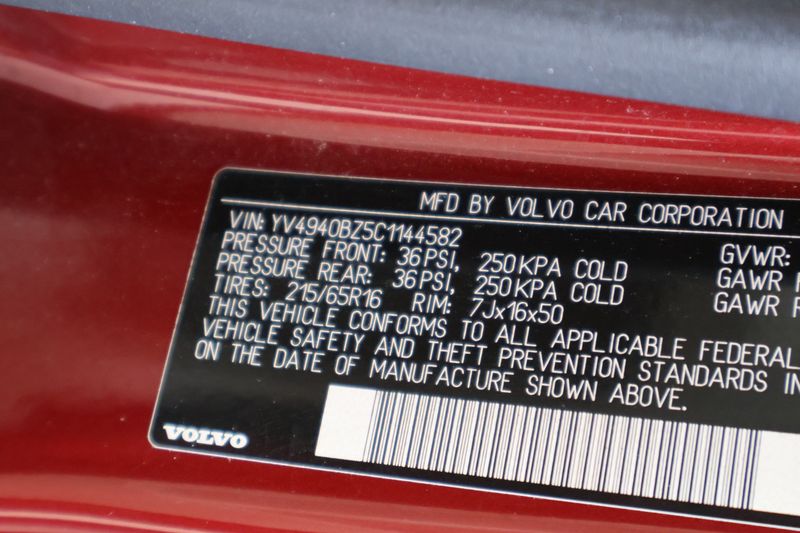 MFD BY VOLVO CAR CORPORATION
VIN: YV4940BZ5C1144582 GVWR:
PRESSURE FRONT: 36PSI, 250KPA COLD GAWR F
PRESSURE REAR: 36PSI, 250KPA COLD GAWR F
TIRES: 215/65R16 RIM: 7Jx16x50
THIS VEHICLE CONFORMS TO ALL APPLICABLE FEDERAL
VEHICLE SAFETY AND THEFT PREVENTION STANDARDS IN
ON THE DATE OF MANUFACTURE SHOWN ABOVE.
VOLVO